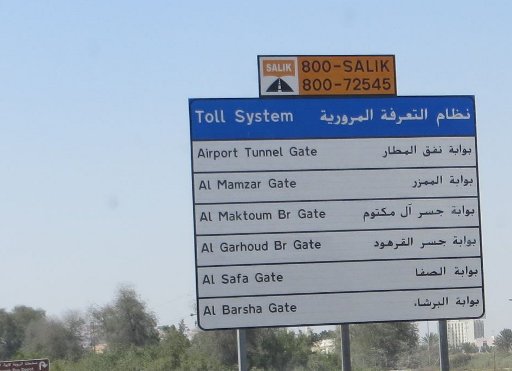 SALIK 800-SALIK
800-72545
Toll System نظام التعرفة المرورية
Airport Tunnel Gate بوابة نفق المطار
Al Mamzar Gate بوابة الممزر
Al Maktoum Br Gate بوابة جسر آل مكتوم
Al Garhoud Br Gate بوابة جسر القرهود
Al Safa Gate بوابة الصفا
Al Barsha Gate بوابة البرشاء